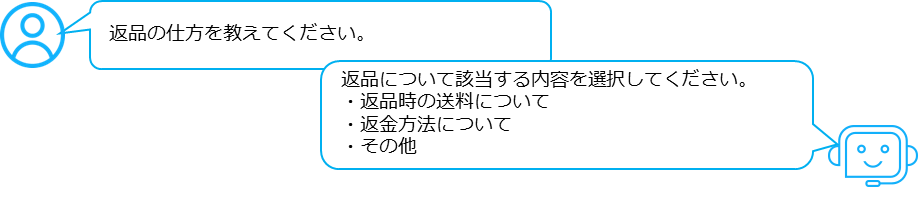 返品の仕方を教えてください。
返品について該当する内容を選択してください。
・返品時の送料について
・返金方法について
・その他